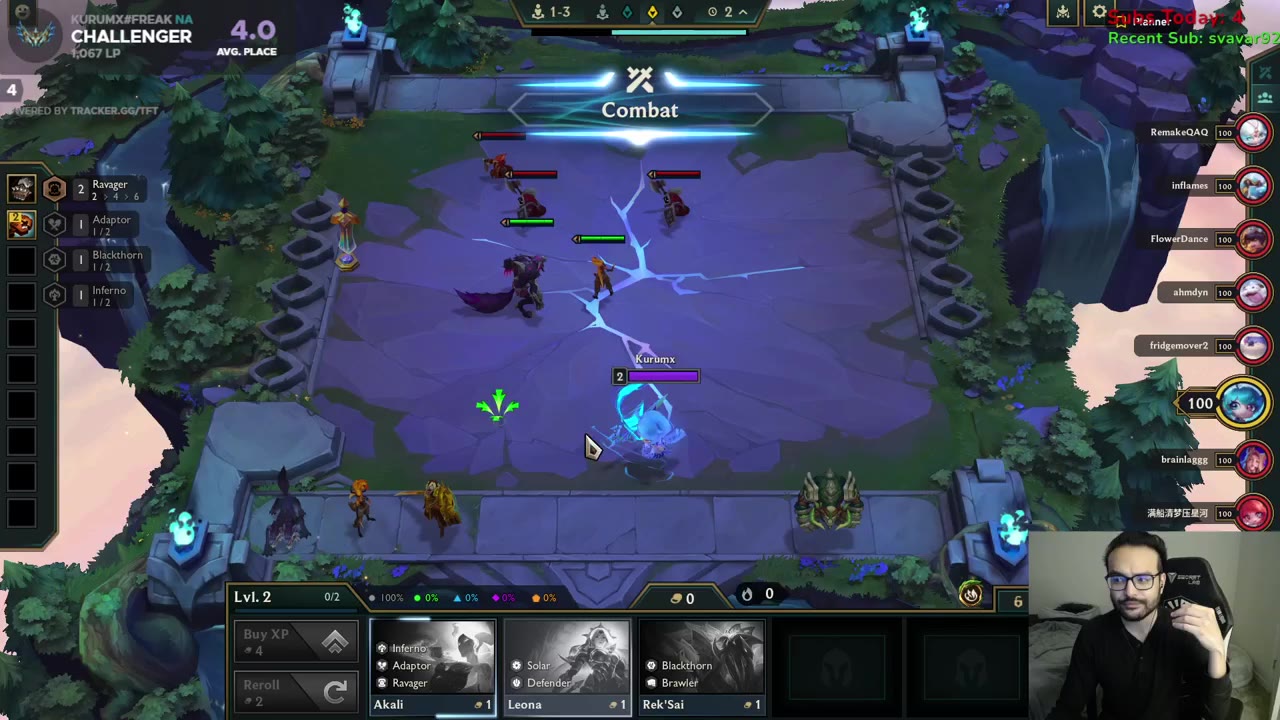 KURUMX#FREAK NA
CHALLENGER
1,067 LP
4.0
AVG. PLACE
4
POWERED BY TRACKER.GG/TFT
1-3
2
Planner
Subs Today: 4
Recent Sub: svavar92
Combat
2 Ravager
2 > 4 > 6
1 Adaptor
1 / 2
1 Blackthorn
1 / 2
1 Inferno
1 / 2
RemakeQAQ 100
inflames 100
FlowerDance 100
ahmdyn 100
fridgemover2 100
100
brainlaggg 100
满船清梦压星河 100
Kurumx
2
Lvl. 2 0/2
100% 0% 0% 0% 0%
0
0
6
Buy XP
4
Reroll
2
Inferno
Adaptor
Ravager
Akali 1
Solar
Defender
Leona 1
Blackthorn
Brawler
Rek'Sai 1
SECRET LAB